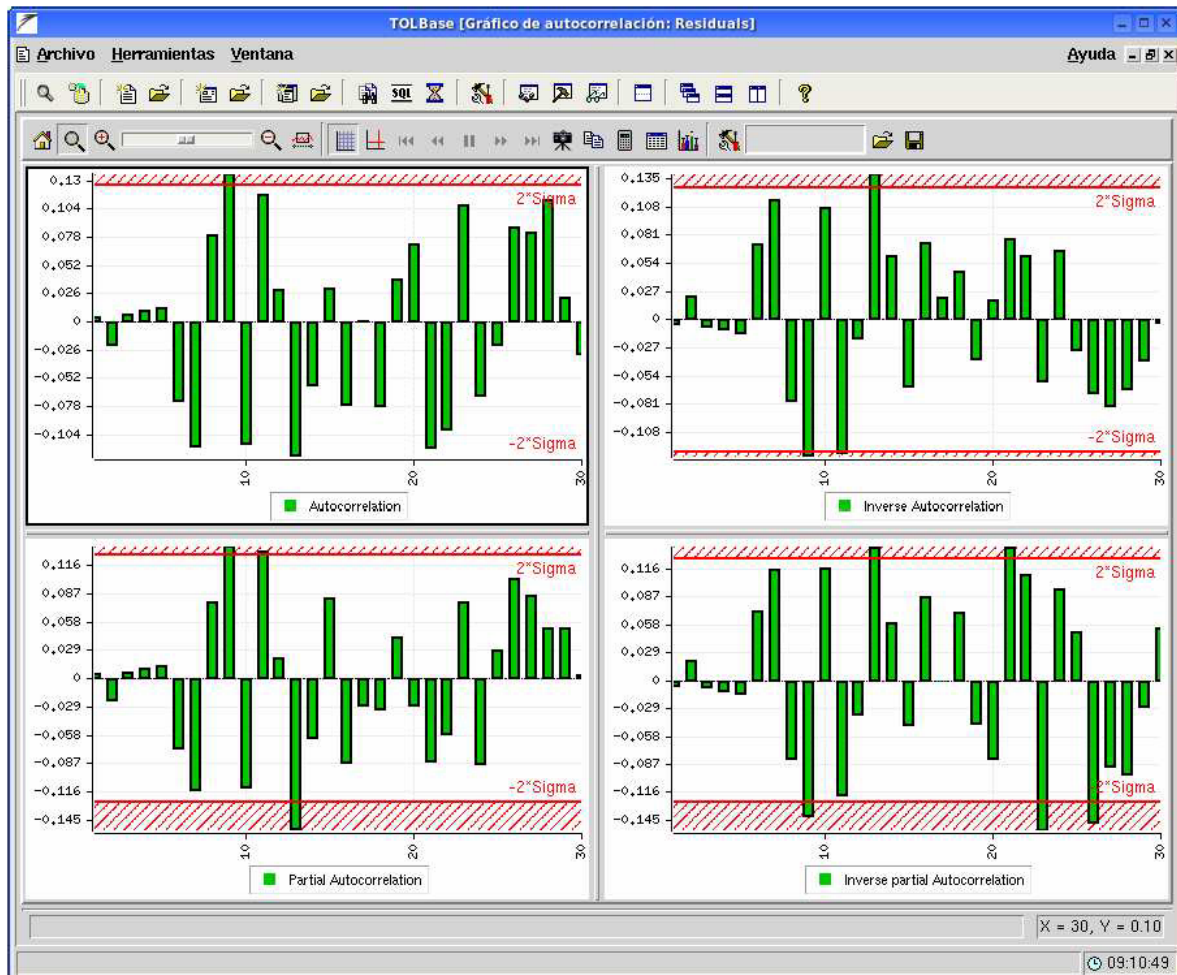 TOLBase [Gráfico de autocorrelación: Residuals]
Archivo Herramientas Ventana Ayuda
SQL
0.13
0.104
0.078
0.052
0.026
0
-0.026
-0.052
-0.078
-0.104
2*Sigma
-2*Sigma
10 20 30
Autocorrelation
0.135
0.108
0.081
0.054
0.027
0
-0.027
-0.054
-0.081
-0.108
2*Sigma
-2*Sigma
10 20 30
Inverse Autocorrelation
0.116
0.087
0.058
0.029
0
-0.029
-0.058
-0.087
-0.116
-0.145
2*Sigma
-2*Sigma
10 20 30
Partial Autocorrelation
0.116
0.087
0.058
0.029
0
-0.029
-0.058
-0.087
-0.116
-0.145
2*Sigma
-2*Sigma
10 20 30
Inverse partial Autocorrelation
X = 30, Y = 0.10
09:10:49